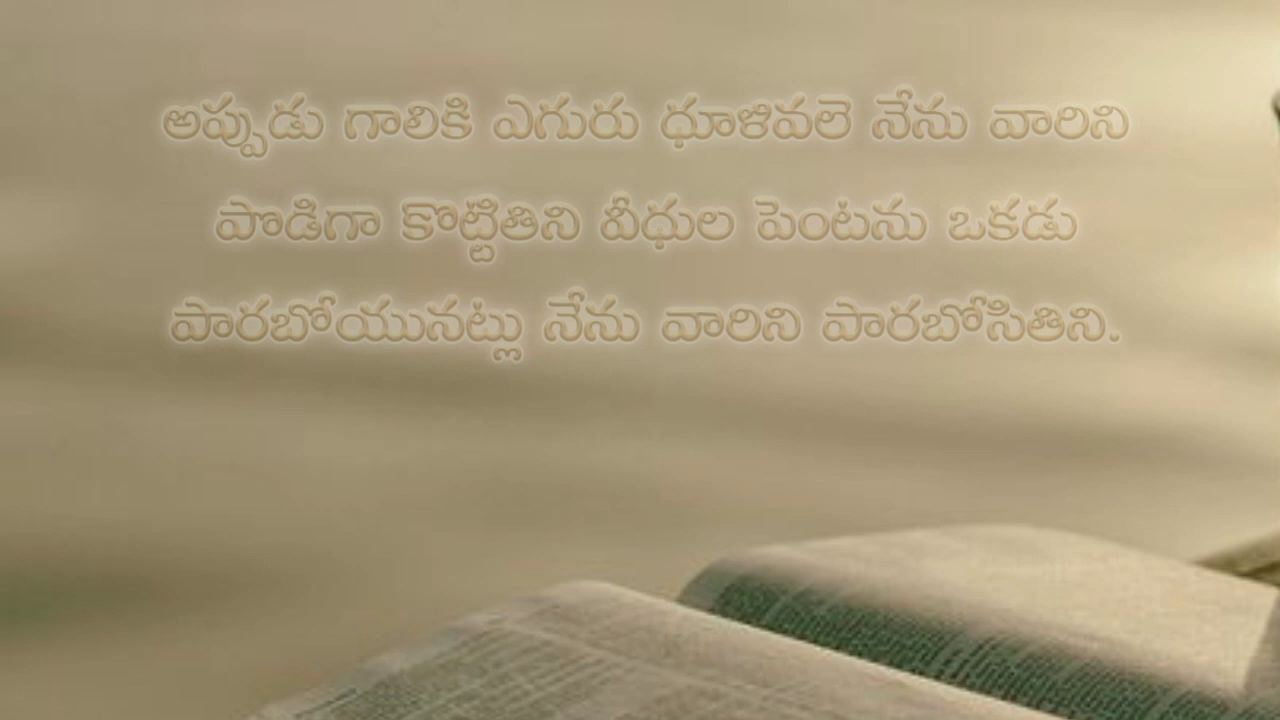 అప్పుడు గాలికి ఎగురు ధూళివలె నేను వారిని
పొడిగా కొట్టితిని వీధుల పెంటను ఒకడు
పారబోయునట్లు నేను వారిని పారబోసితిని.